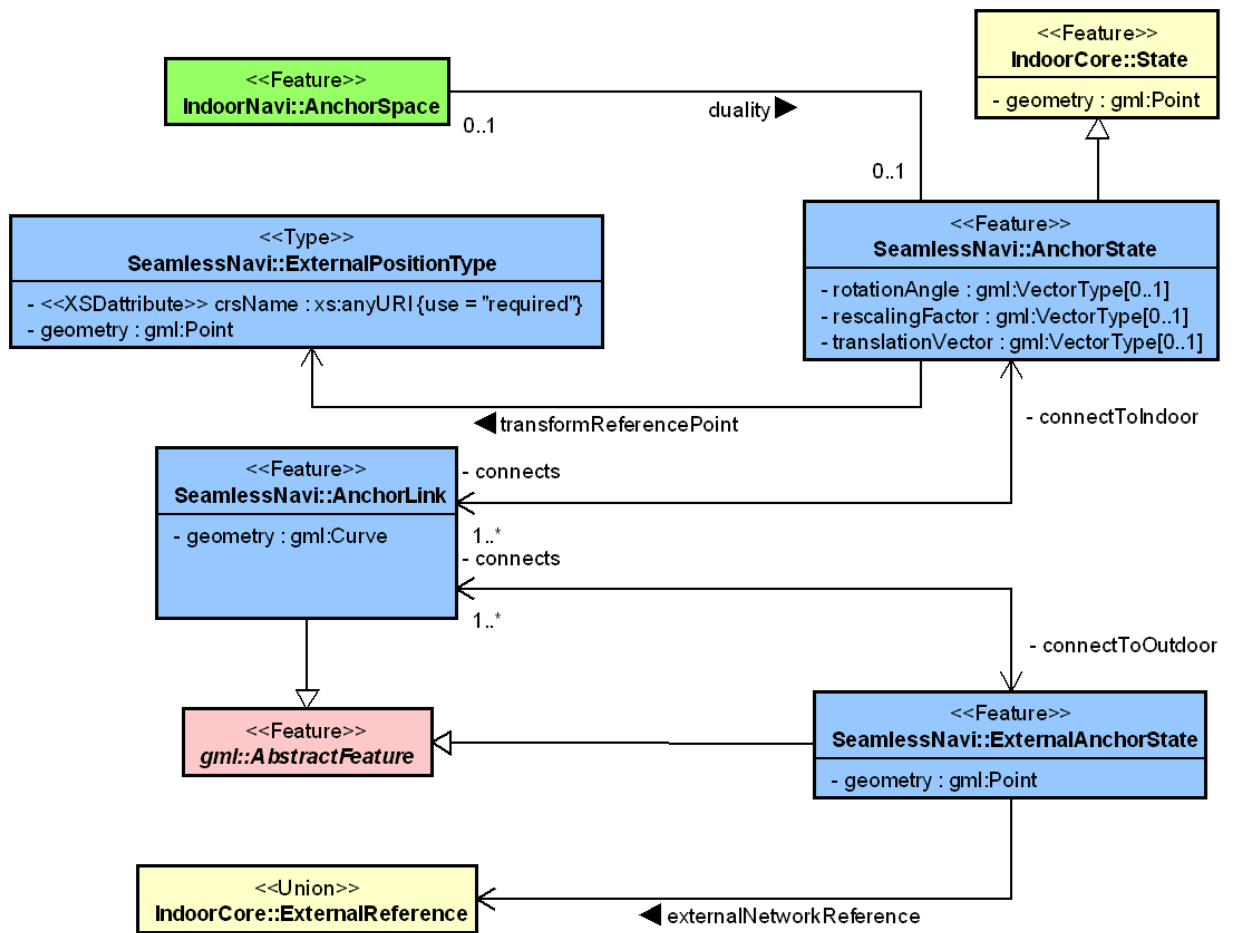 <<Feature>>
IndoorCore::State
- geometry : gml:Point
<<Feature>>
IndoorNavi::AnchorSpace
0..1
duality ▶
0..1
<<Type>>
SeamlessNavi::ExternalPositionType
- <<XSDattribute>> crsName : xs:anyURI {use = "required"}
- geometry : gml:Point
<<Feature>>
SeamlessNavi::AnchorState
- rotationAngle : gml:VectorType[0..1]
- rescalingFactor : gml:VectorType[0..1]
- translationVector : gml:VectorType[0..1]
◀ transformReferencePoint
- connectToIndoor
<<Feature>>
SeamlessNavi::AnchorLink
- geometry : gml:Curve
- connects
1..*
- connects
1..*
- connectToOutdoor
<<Feature>>
gml::AbstractFeature
<<Feature>>
SeamlessNavi::ExternalAnchorState
- geometry : gml:Point
<<Union>>
IndoorCore::ExternalReference
◀ externalNetworkReference